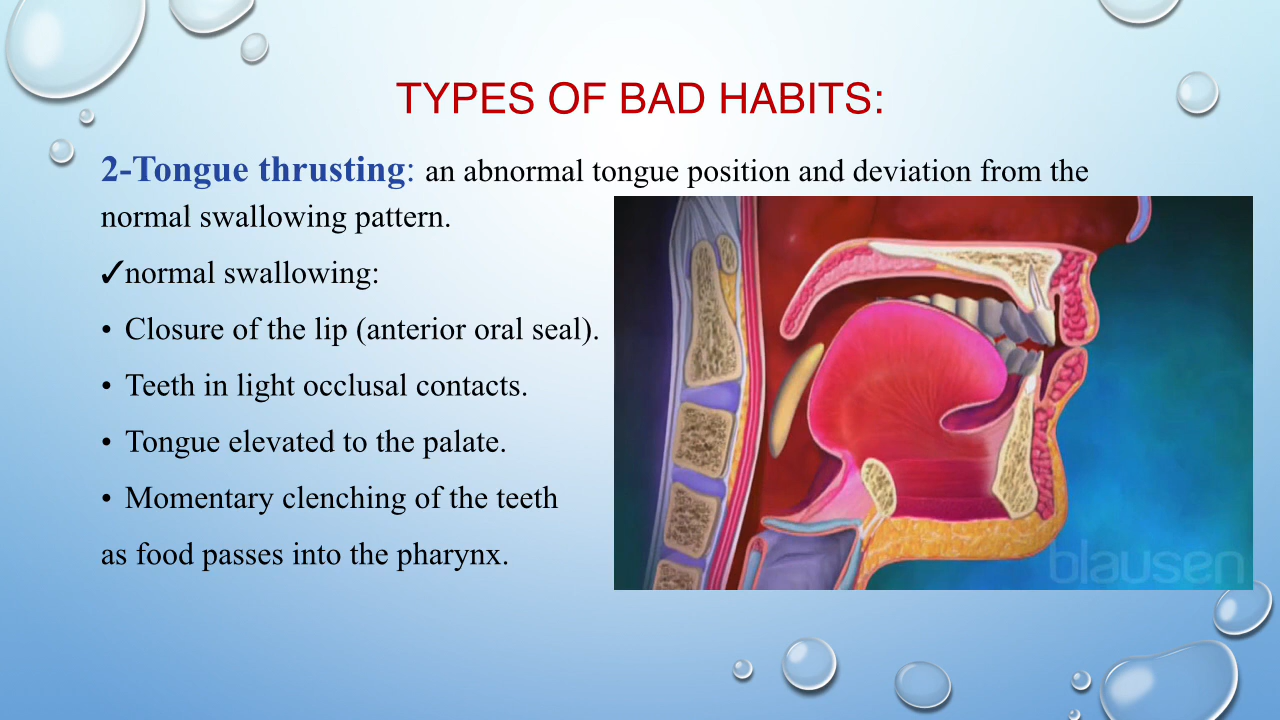 TYPES OF BAD HABITS:
2-Tongue thrusting: an abnormal tongue position and deviation from the
normal swallowing pattern.
✓normal swallowing:
• Closure of the lip (anterior oral seal).
• Teeth in light occlusal contacts.
• Tongue elevated to the palate.
• Momentary clenching of the teeth
as food passes into the pharynx.
blausen